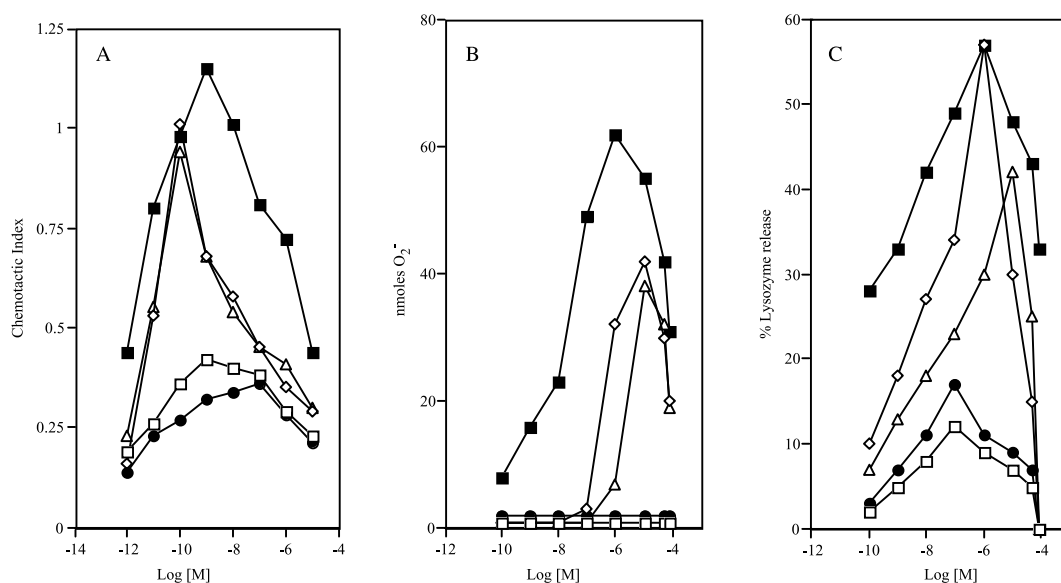 A
Chemotactic Index
1.25
1
0.75
0.5
0.25
0
-14 -12 -10 -8 -6 -4
Log [M]
B
nmoles O2-
80
60
40
20
0
-12 -10 -8 -6 -4
Log [M]
C
% Lysozyme release
60
50
40
30
20
10
0
-12 -10 -8 -6 -4
Log [M]